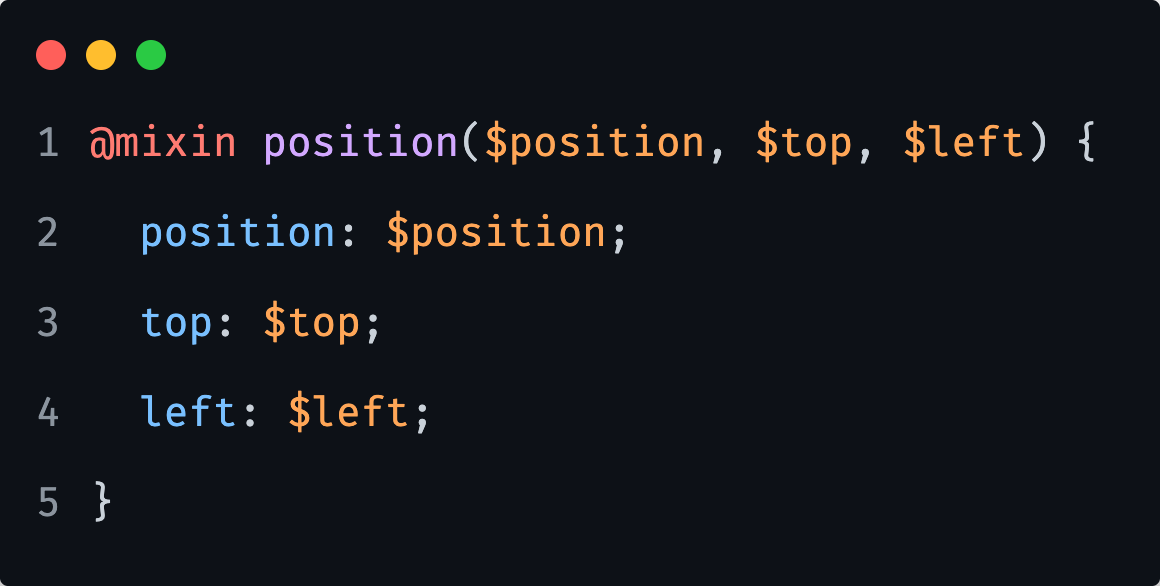 1 @mixin position($position, $top, $left) {
2   position: $position;
3   top: $top;
4   left: $left;
5 }